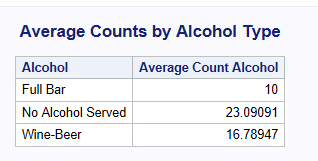 Average Counts by Alcohol Type
Alcohol Average Count Alcohol
Full Bar 10
No Alcohol Served 23.09091
Wine-Beer 16.78947